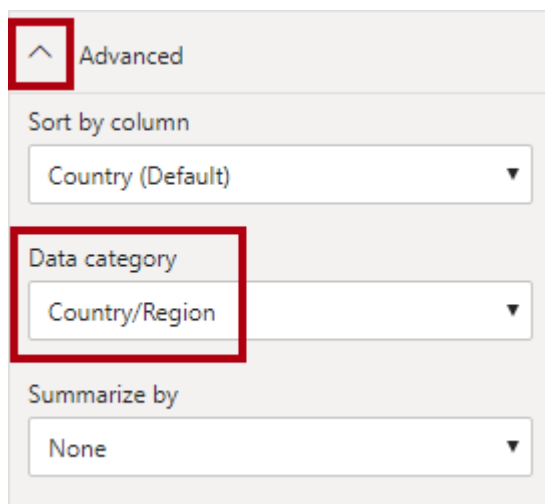 Advanced
Sort by column
Country (Default)
Data category
Country/Region
Summarize by
None